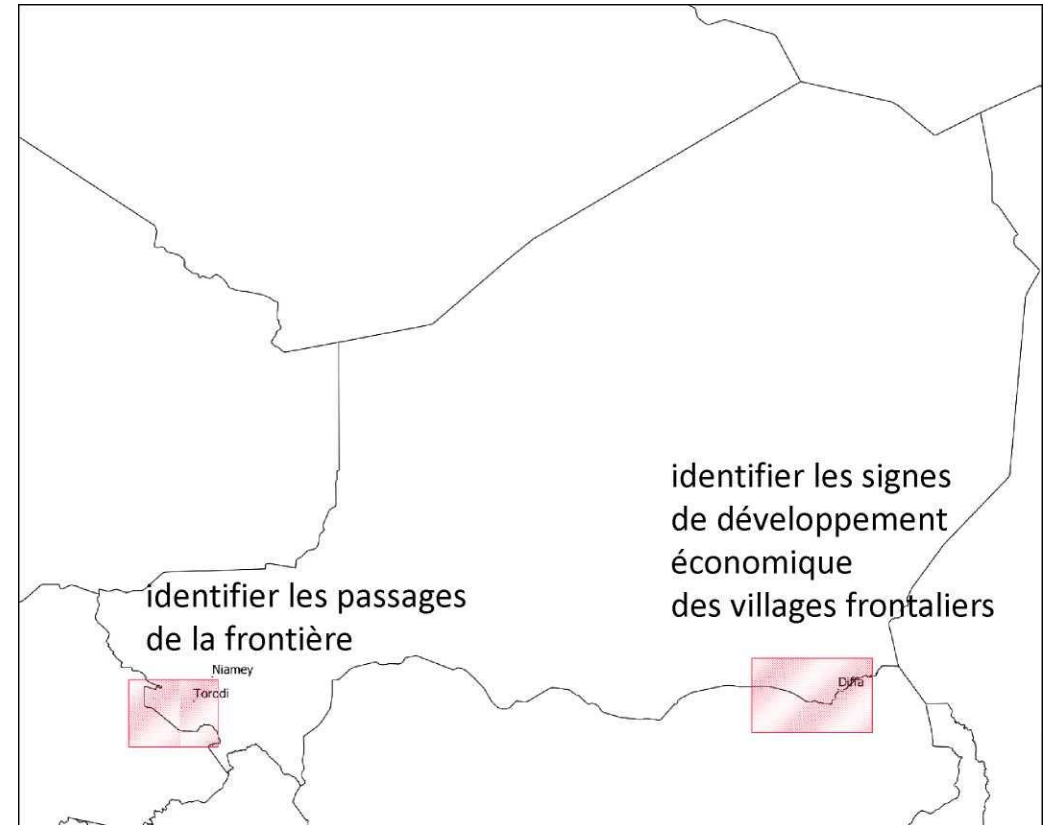 identifier les signes
de développement
économique
des villages frontaliers
identifier les passages
de la frontière
Niamey
Torodi
Diffa